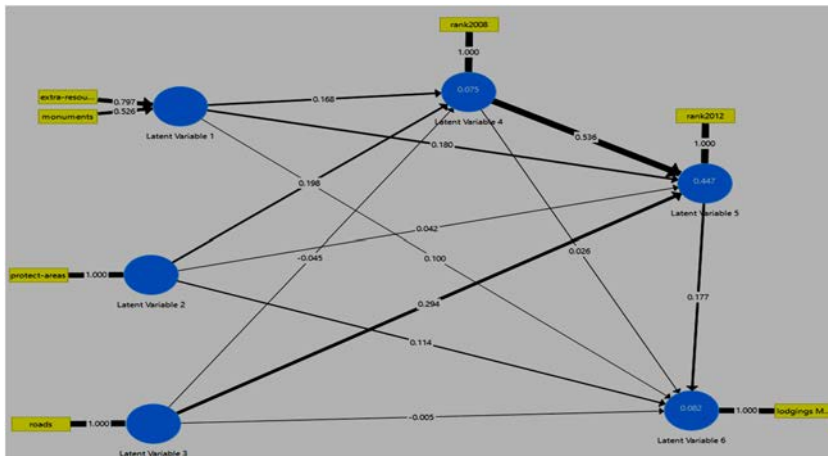 rank2008
1.000
0.075
Latent Variable 4
extra-resou...
0.797
monuments
0.526
Latent Variable 1
0.168
rank2012
1.000
0.536
0.180
0.447
Latent Variable 5
0.198
0.042
-0.045
0.100
0.026
protect-areas
1.000
Latent Variable 2
0.294
0.177
0.114
roads
1.000
Latent Variable 3
-0.005
0.082
1.000
lodgings M...
Latent Variable 6